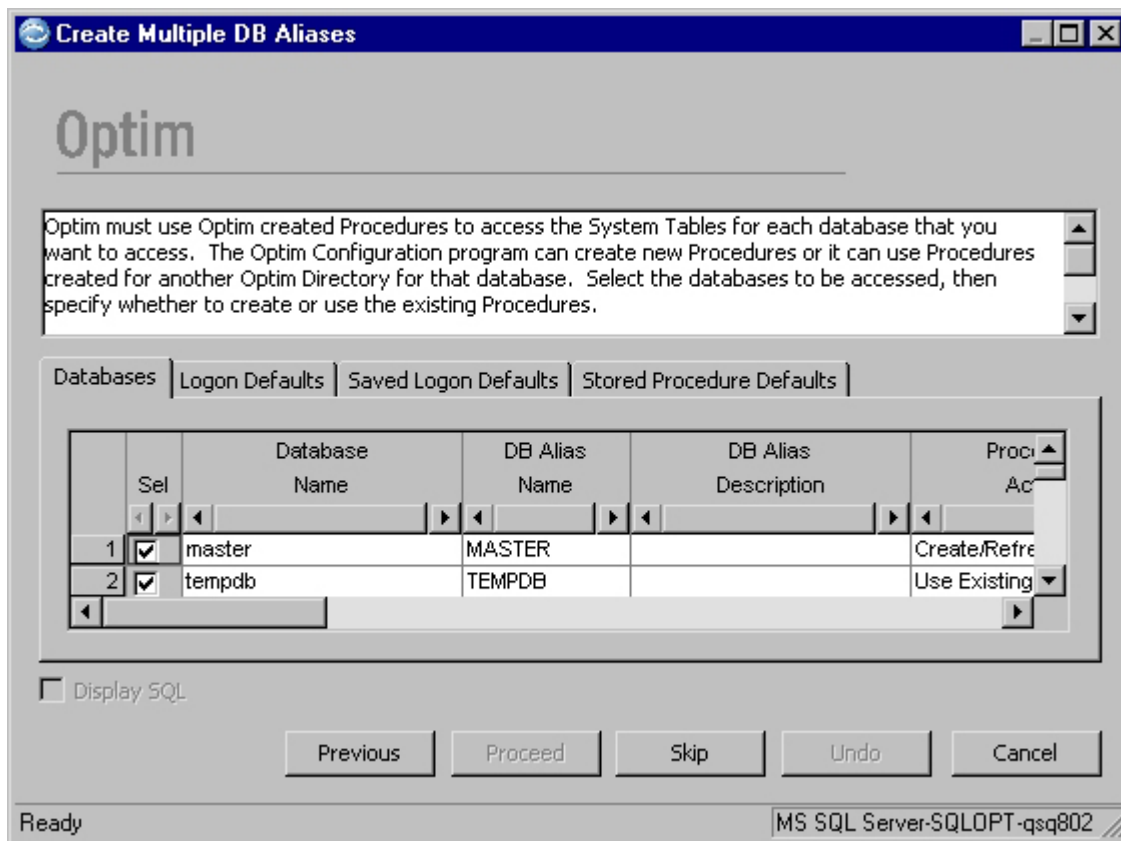 Create Multiple DB Aliases
Optim
Optim must use Optim created Procedures to access the System Tables for each database that you
want to access. The Optim Configuration program can create new Procedures or it can use Procedures
created for another Optim Directory for that database. Select the databases to be accessed, then
specify whether to create or use the existing Procedures.
Databases Logon Defaults Saved Logon Defaults Stored Procedure Defaults
Database DB Alias DB Alias Proc
Sel Name Name Description Ac
1 master MASTER Create/Refre
2 tempdb TEMPDB Use Existing
Display SQL
Previous Proceed Skip Undo Cancel
Ready MS SQL Server-SQLOPT-qsq802